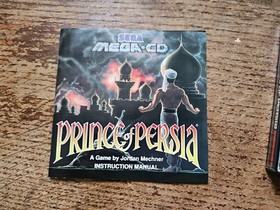 SEGA
MEGA-CD
PRINCE of PERSIA
A Game by Jordan Mechner
INSTRUCTION MANUAL